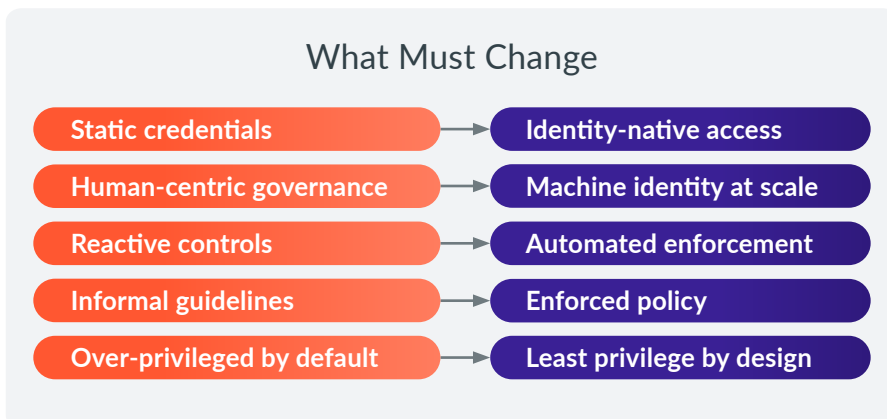 What Must Change
Static credentials
Identity-native access
Human-centric governance
Machine identity at scale
Reactive controls
Automated enforcement
Informal guidelines
Enforced policy
Over-privileged by default
Least privilege by design